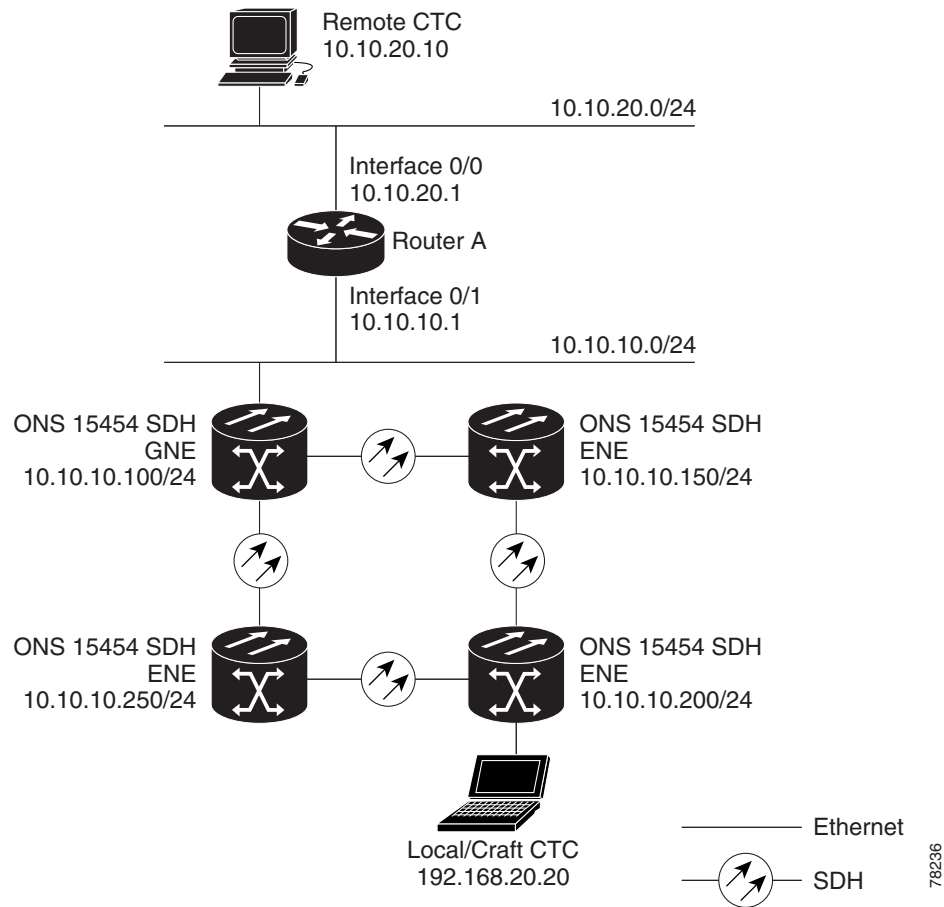 Remote CTC
10.10.20.10
10.10.20.0/24
Interface 0/0
10.10.20.1
Router A
Interface 0/1
10.10.10.1
10.10.10.0/24
ONS 15454 SDH
GNE
10.10.10.100/24
ONS 15454 SDH
ENE
10.10.10.150/24
ONS 15454 SDH
ENE
10.10.10.250/24
ONS 15454 SDH
ENE
10.10.10.200/24
Local/Craft CTC
192.168.20.20
Ethernet
SDH
78236